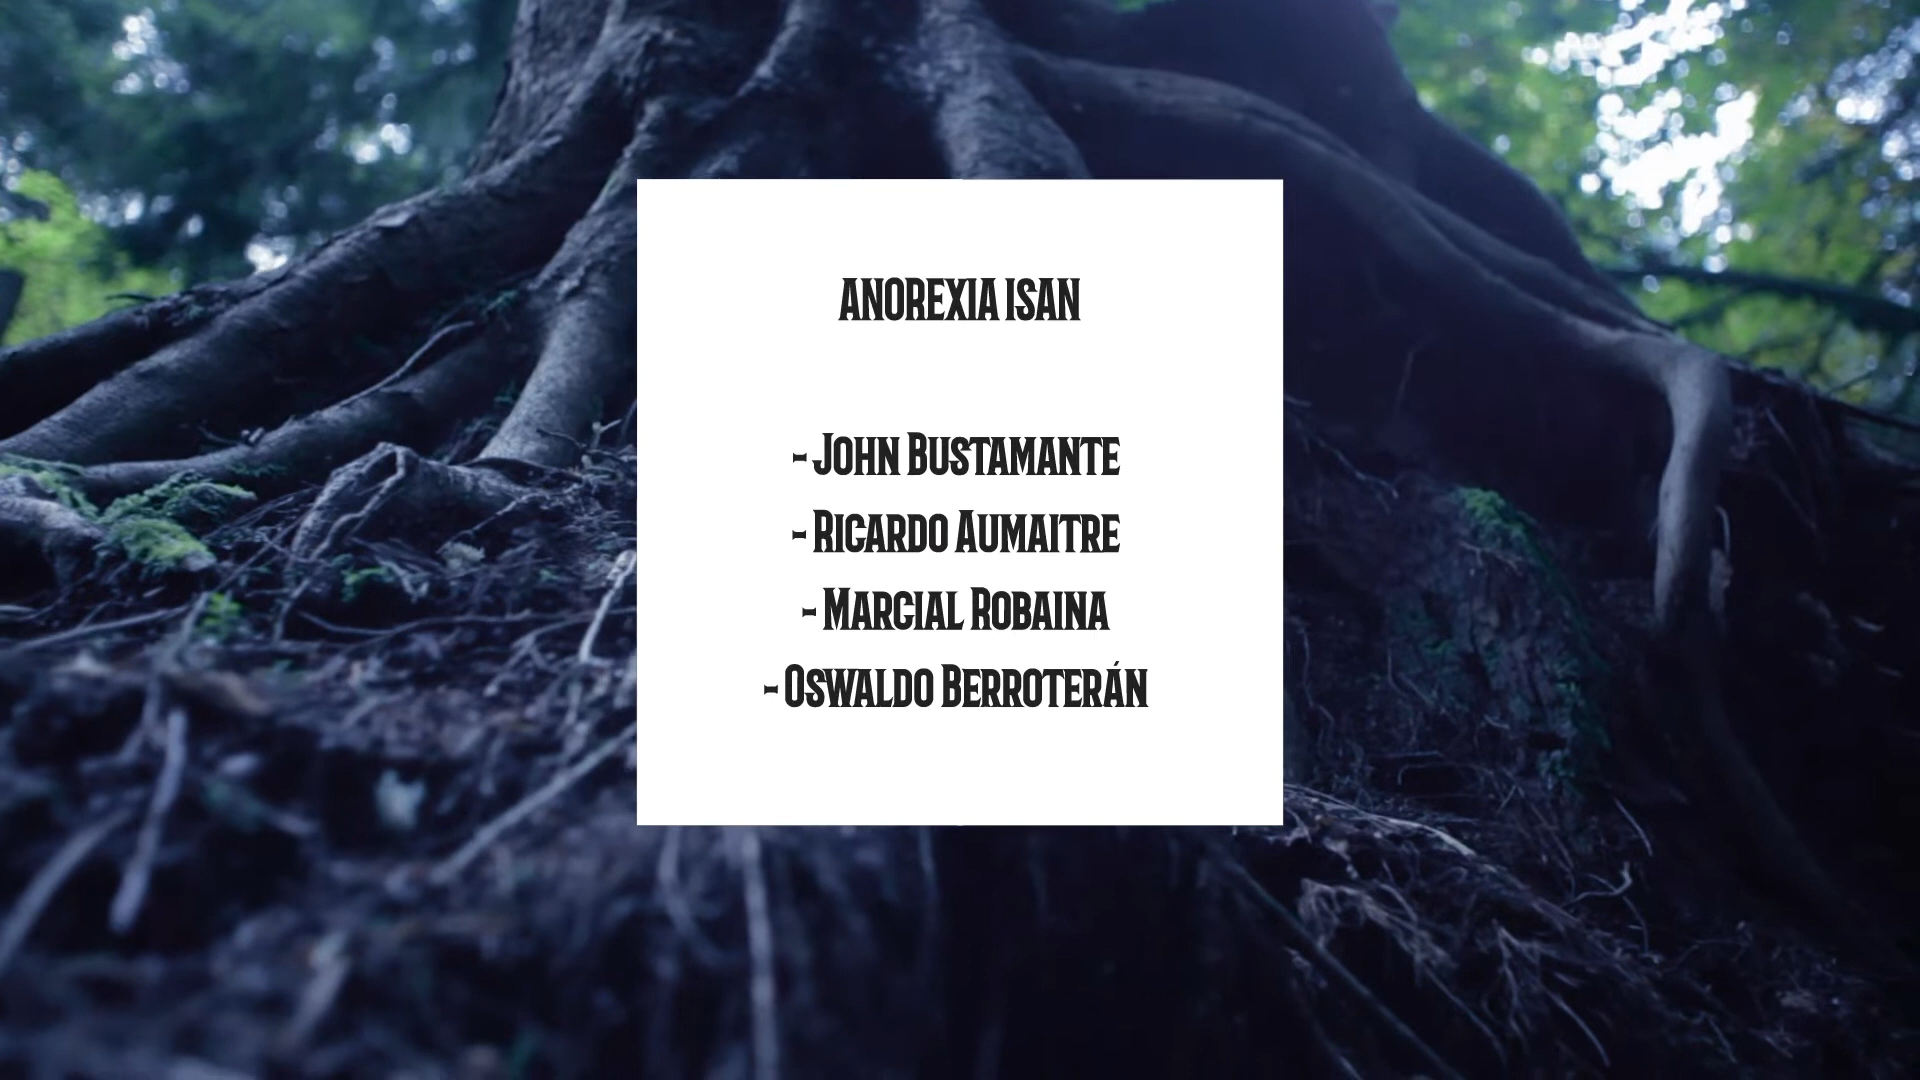 ANOREXIA ISAN
- John Bustamante
- Ricardo Aumaitre
- Marcial Robaina
- Oswaldo Berroterán